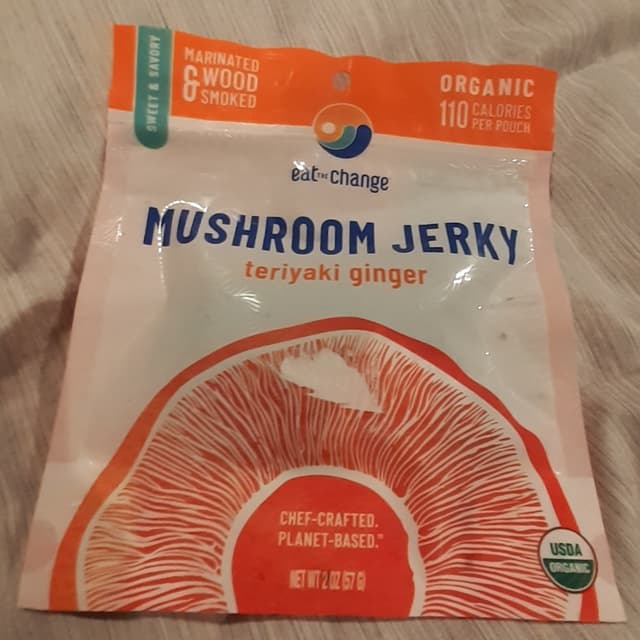 SWEET & SAVORY
MARINATED
& WOOD
SMOKED
ORGANIC
110 CALORIES
PER POUCH
eat THE change
MUSHROOM JERKY
teriyaki ginger
CHEF-CRAFTED.
PLANET-BASED.™
NET WT 2 OZ (57 G)
USDA
ORGANIC